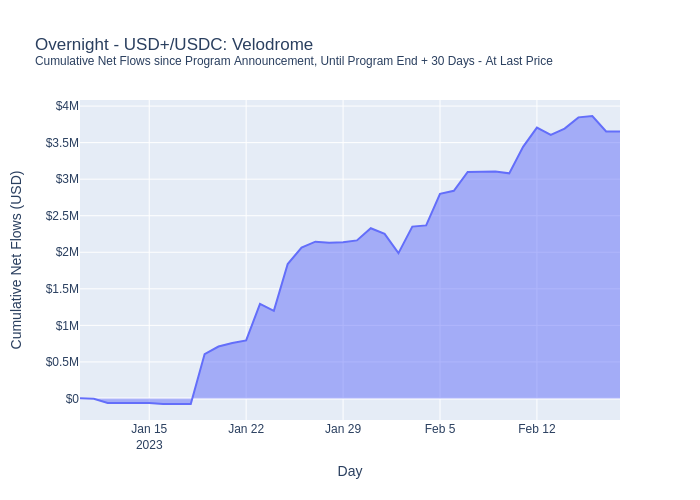 Overnight - USD+/USDC: Velodrome
Cumulative Net Flows since Program Announcement, Until Program End + 30 Days - At Last Price
Cumulative Net Flows (USD)
$4M
$3.5M
$3M
$2.5M
$2M
$1.5M
$1M
$0.5M
$0
Jan 15
2023
Jan 22
Jan 29
Feb 5
Feb 12
Day